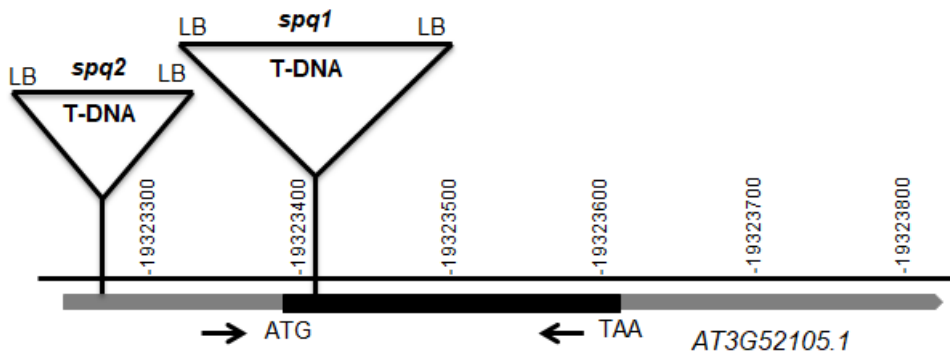 spq1
LB LB
T-DNA
spq2
LB LB
T-DNA
-19323300
-19323400
-19323500
-19323600
-19323700
-19323800
ATG
TAA
AT3G52105.1